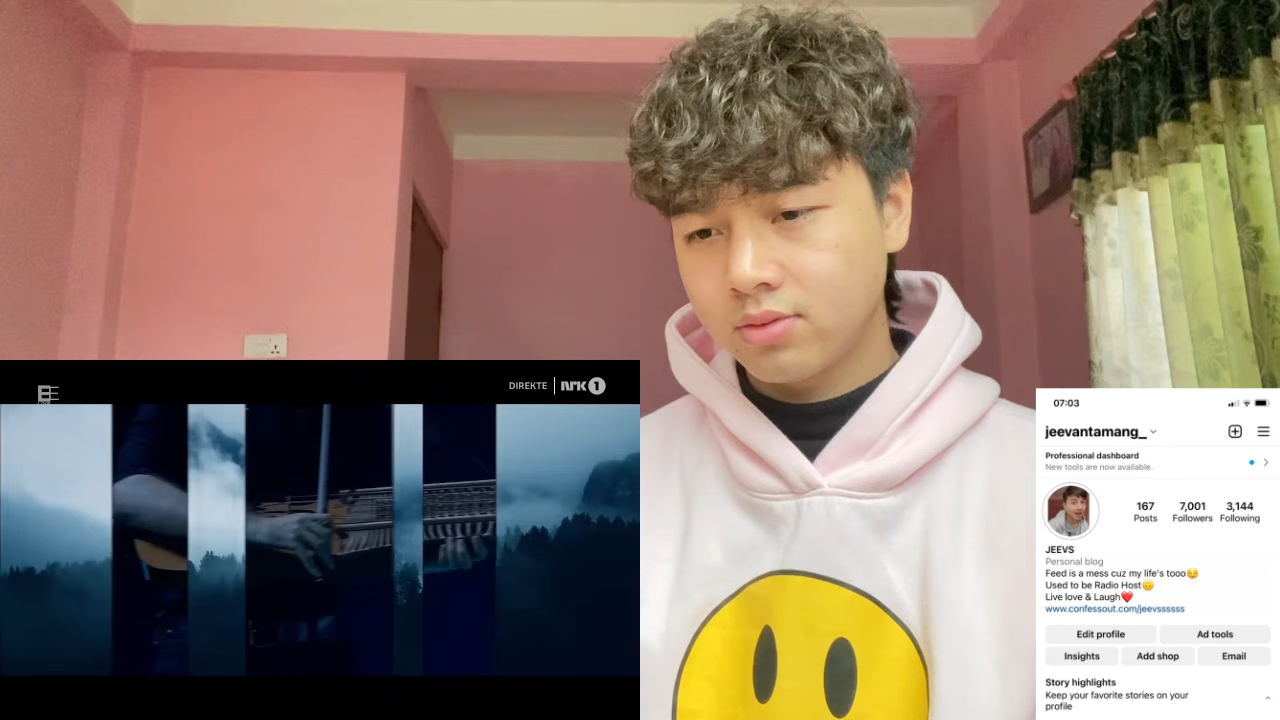 DIREKTE
NRK 1
07:03
jeevantamang_
Professional dashboard
New tools are now available.
167
Posts
7,001
Followers
3,144
Following
JEEVS
Personal blog
Feed is a mess cuz my life's tooo😌
Used to be Radio Host🙃
Live love & Laugh❤️
www.confessout.com/jeevssssss
Edit profile
Ad tools
Insights
Add shop
Email
Story highlights
Keep your favorite stories on your
profile